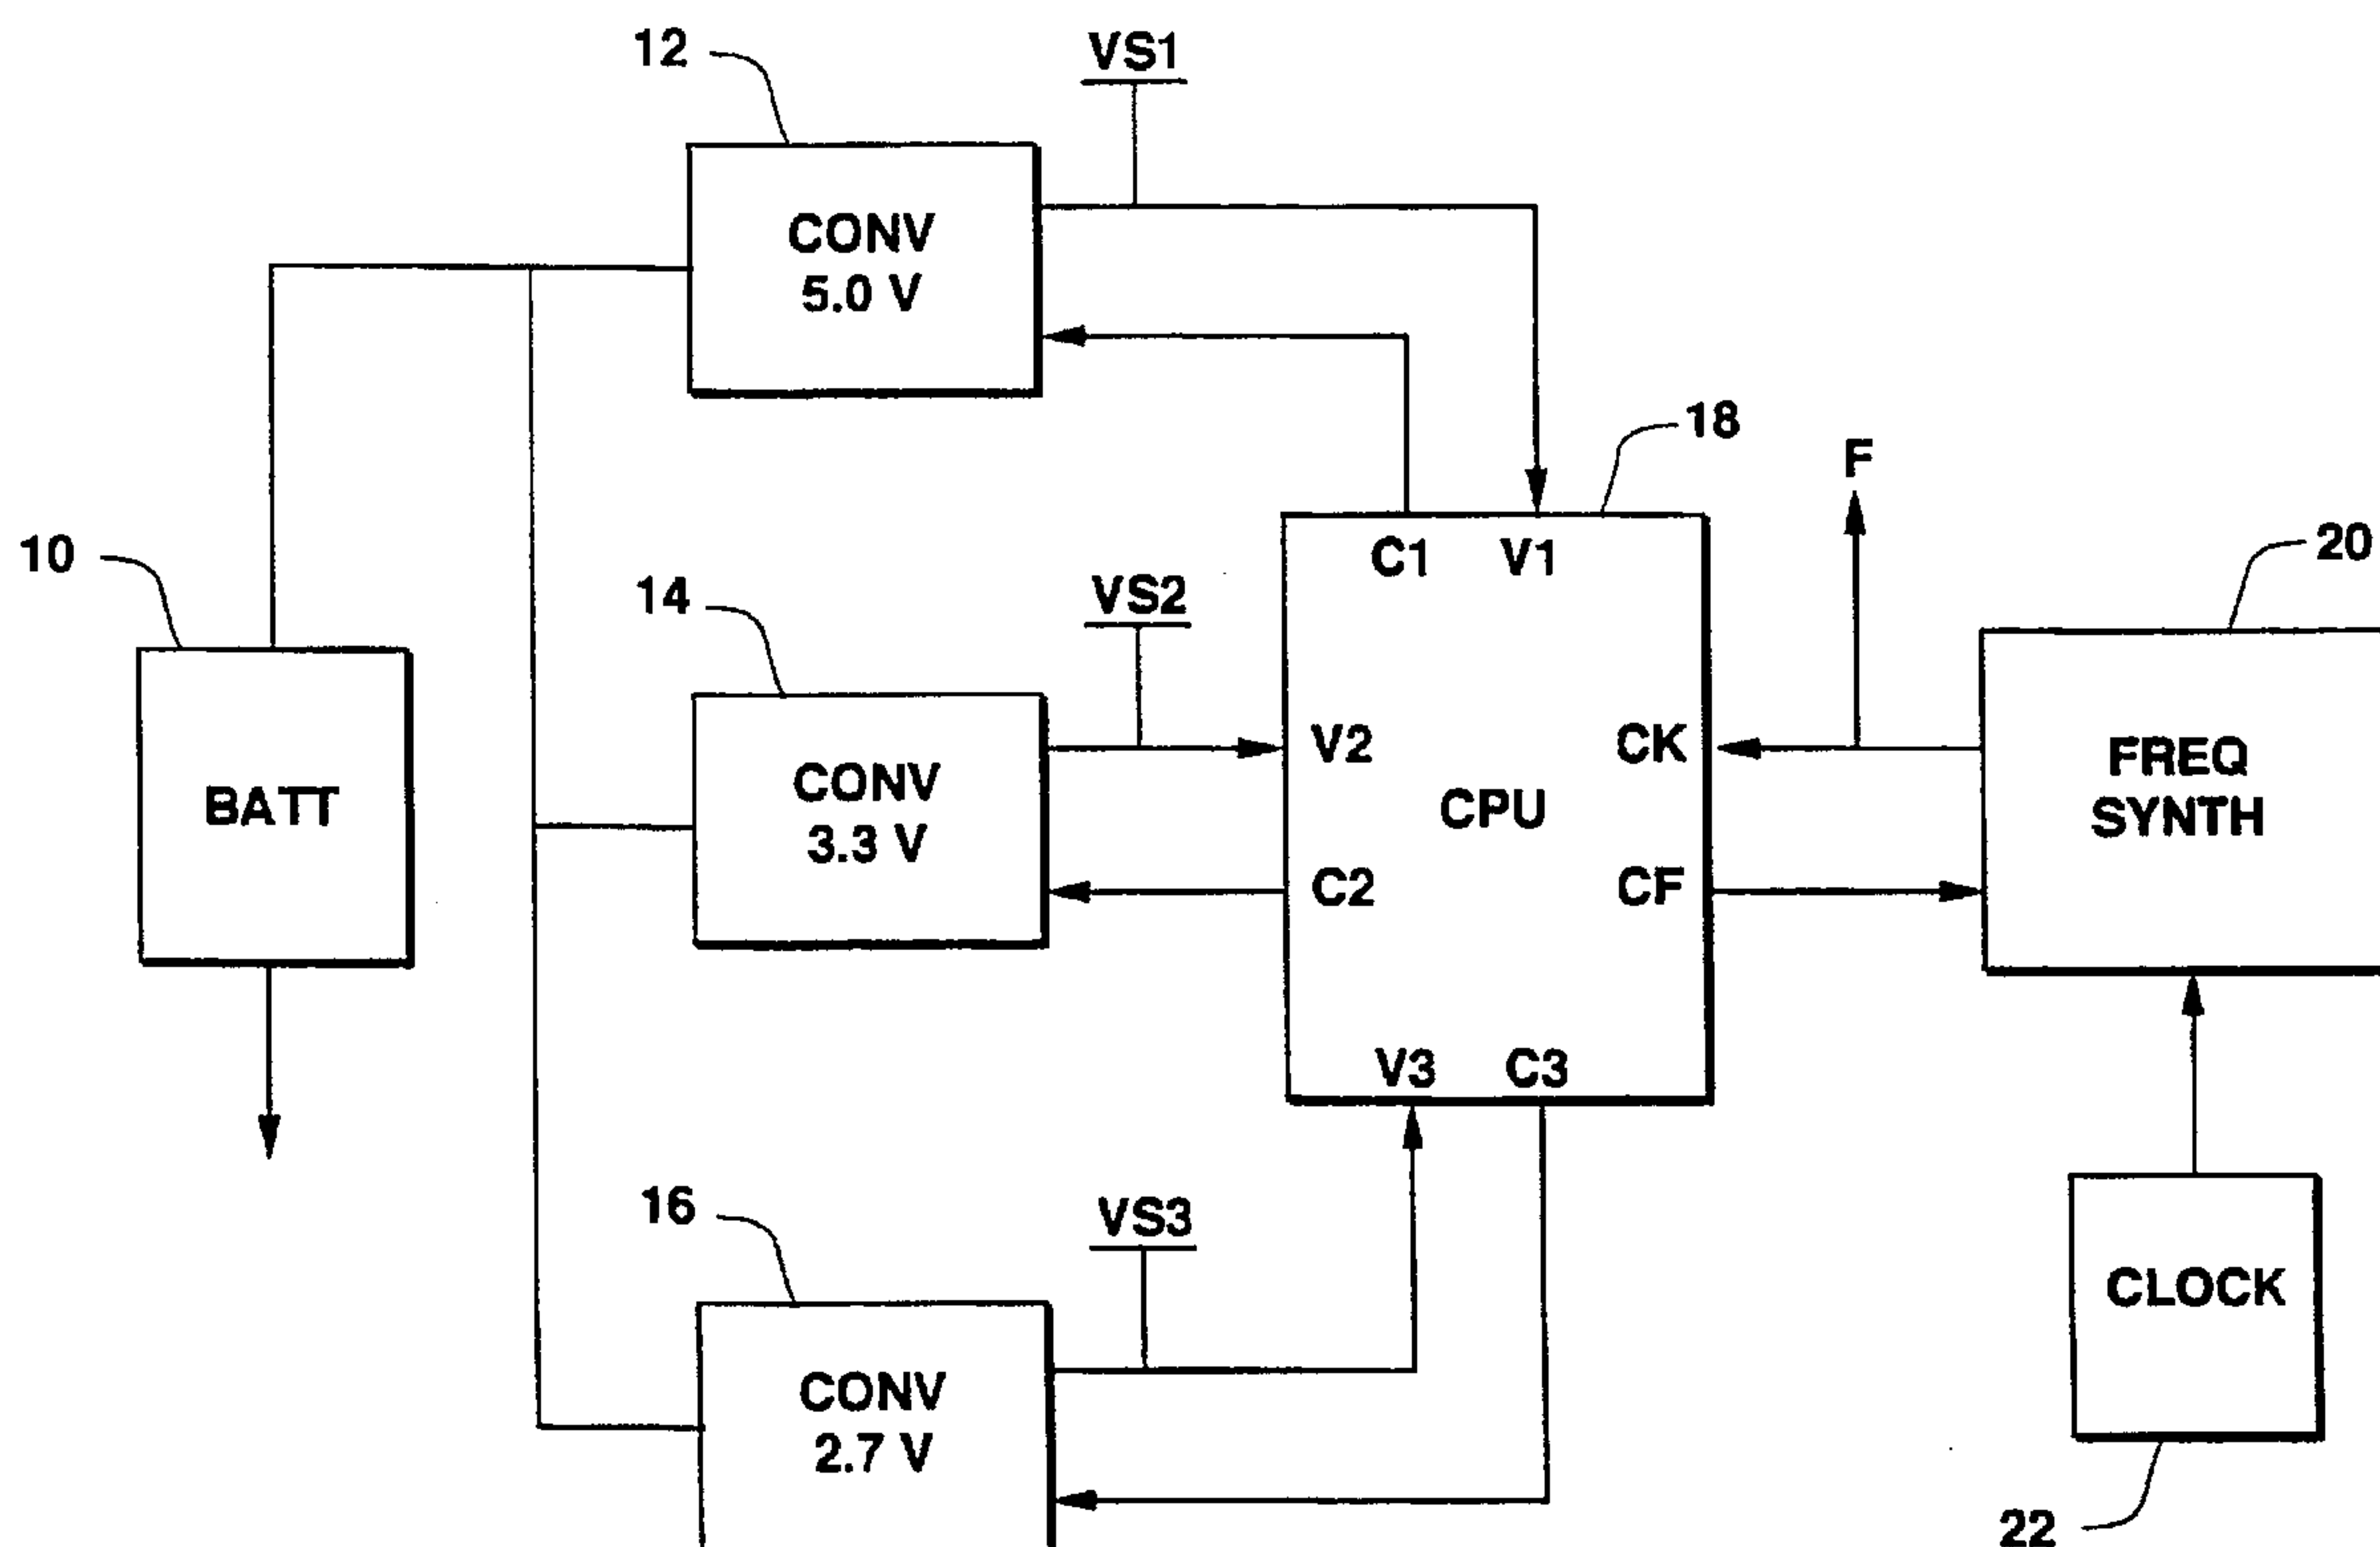 12
VS1
CONV
5.0 V
18
F
10
20
C1
V1
14
VS2
V2
CK
FREQ
SYNTH
CONV
3.3 V
CPU
BATT
C2
CF
V3
C3
16
VS3
CLOCK
CONV
2.7 V
22